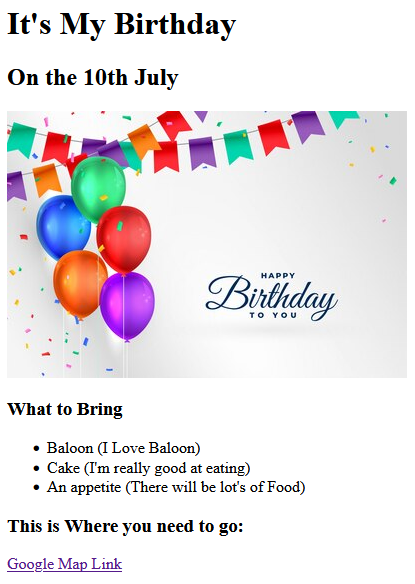 It's My Birthday
On the 10th July
HAPPY
Birthday
TO YOU
What to Bring
Baloon (I Love Baloon)
Cake (I'm really good at eating)
An appetite (There will be lot's of Food)
This is Where you need to go:
Google Map Link